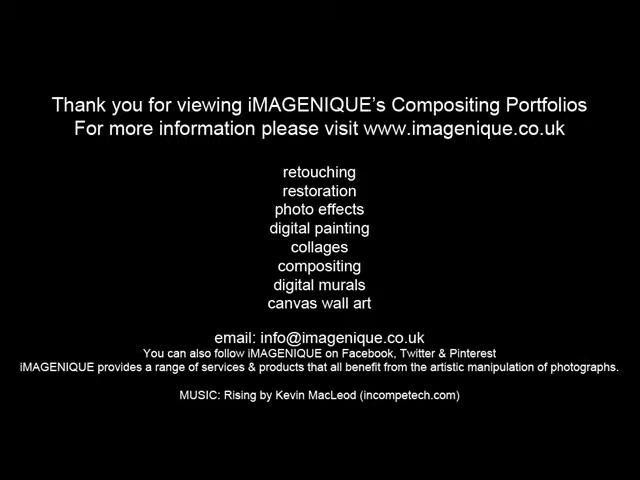 Thank you for viewing iMAGENIQUE's Compositing Portfolios
For more information please visit www.imagenique.co.uk
retouching
restoration
photo effects
digital painting
collages
compositing
digital murals
canvas wall art
email: info@imagenique.co.uk
You can also follow iMAGENIQUE on Facebook, Twitter & Pinterest
iMAGENIQUE provides a range of services & products that all benefit from the artistic manipulation of photographs.
MUSIC: Rising by Kevin MacLeod (incompetech.com)